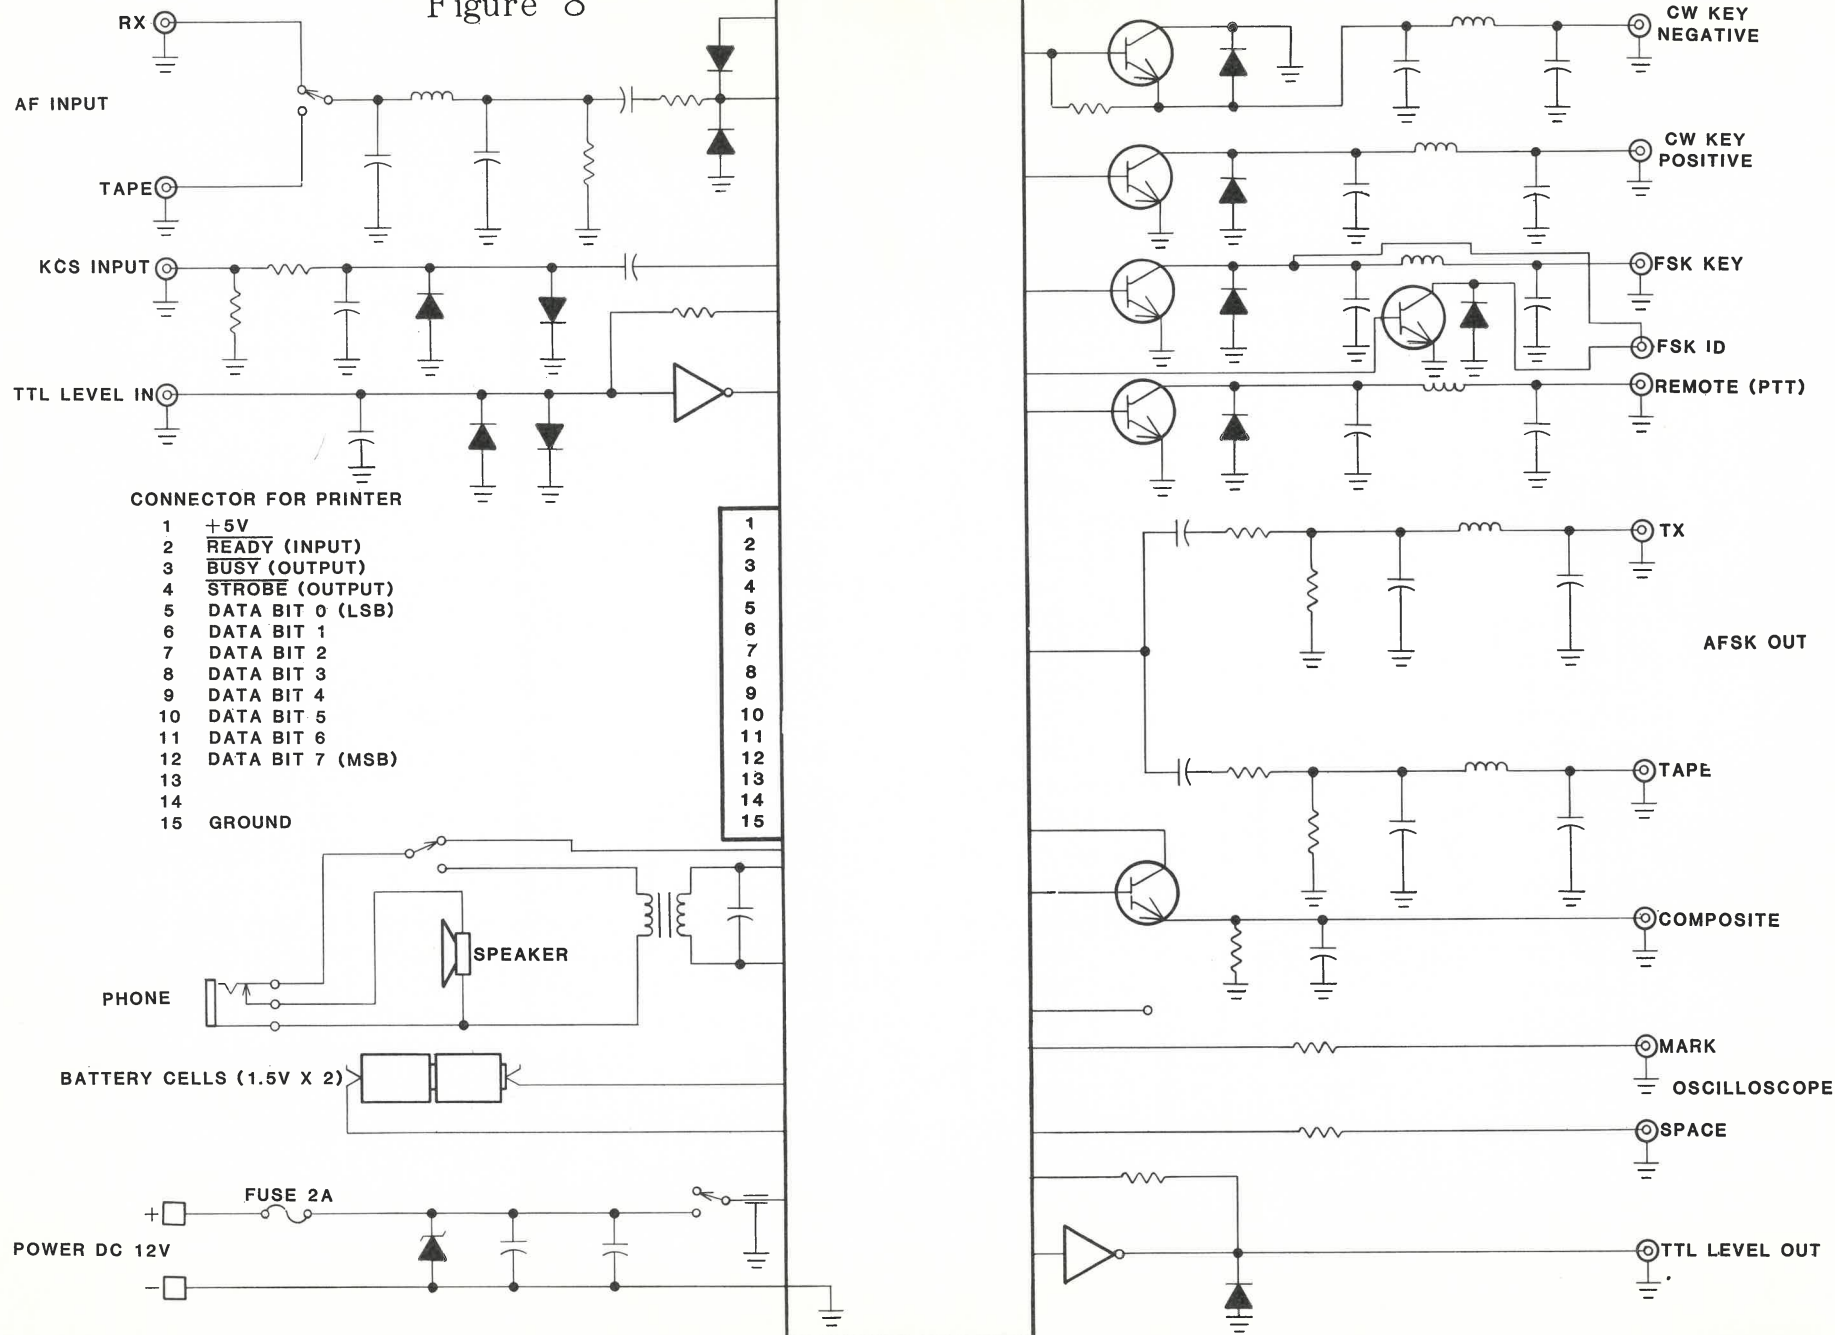 Figure 8
RX
AF INPUT
TAPE
KCS INPUT
TTL LEVEL IN
CONNECTOR FOR PRINTER
1 +5V
2 READY (INPUT)
3 BUSY (OUTPUT)
4 STROBE (OUTPUT)
5 DATA BIT 0 (LSB)
6 DATA BIT 1
7 DATA BIT 2
8 DATA BIT 3
9 DATA BIT 4
10 DATA BIT 5
11 DATA BIT 6
12 DATA BIT 7 (MSB)
13
14
15 GROUND
1
2
3
4
5
6
7
8
9
10
11
12
13
14
15
SPEAKER
PHONE
BATTERY CELLS (1.5V X 2)
FUSE 2A
+
POWER DC 12V
−
CW KEY
NEGATIVE
CW KEY
POSITIVE
FSK KEY
FSK ID
REMOTE (PTT)
TX
AFSK OUT
TAPE
COMPOSITE
MARK
OSCILLOSCOPE
SPACE
TTL LEVEL OUT